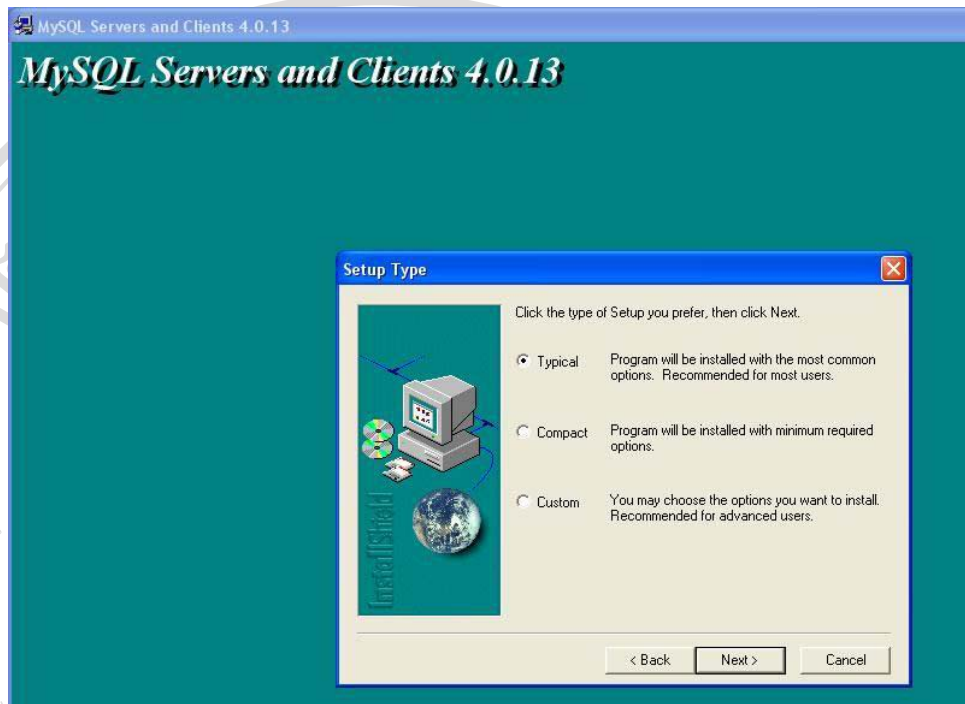 MySQL Servers and Clients 4.0.13
MySQL Servers and Clients 4.0.13
Setup Type
Click the type of Setup you prefer, then click Next.
Typical Program will be installed with the most common
options. Recommended for most users.
Compact Program will be installed with minimum required
options.
Custom You may choose the options you want to install.
Recommended for advanced users.
InstallShield
< Back Next > Cancel